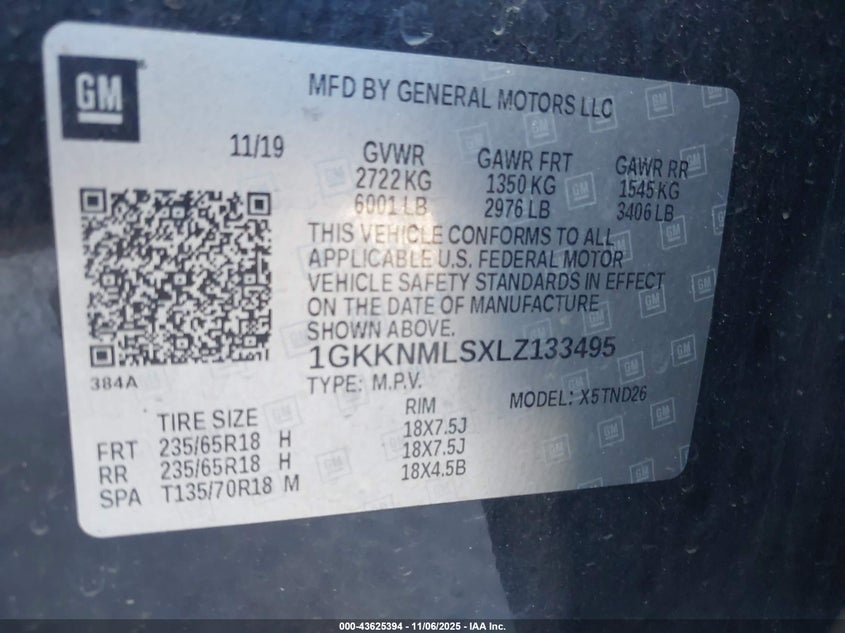 GM
MFD BY GENERAL MOTORS LLC
11/19
GVWR GAWR FRT GAWR RR
2722 KG 1350 KG 1545 KG
6001 LB 2976 LB 3406 LB
THIS VEHICLE CONFORMS TO ALL
APPLICABLE U.S. FEDERAL MOTOR
VEHICLE SAFETY STANDARDS IN EFFECT
ON THE DATE OF MANUFACTURE
SHOWN ABOVE.
1GKKNMLSXLZ133495
384A
TYPE: M.P.V. MODEL: X5TND26
TIRE SIZE RIM
FRT 235/65R18 H 18X7.5J
RR 235/65R18 H 18X7.5J
SPA T135/70R18 M 18X4.5B
000-43625394 - 11/06/2025 - IAA Inc.